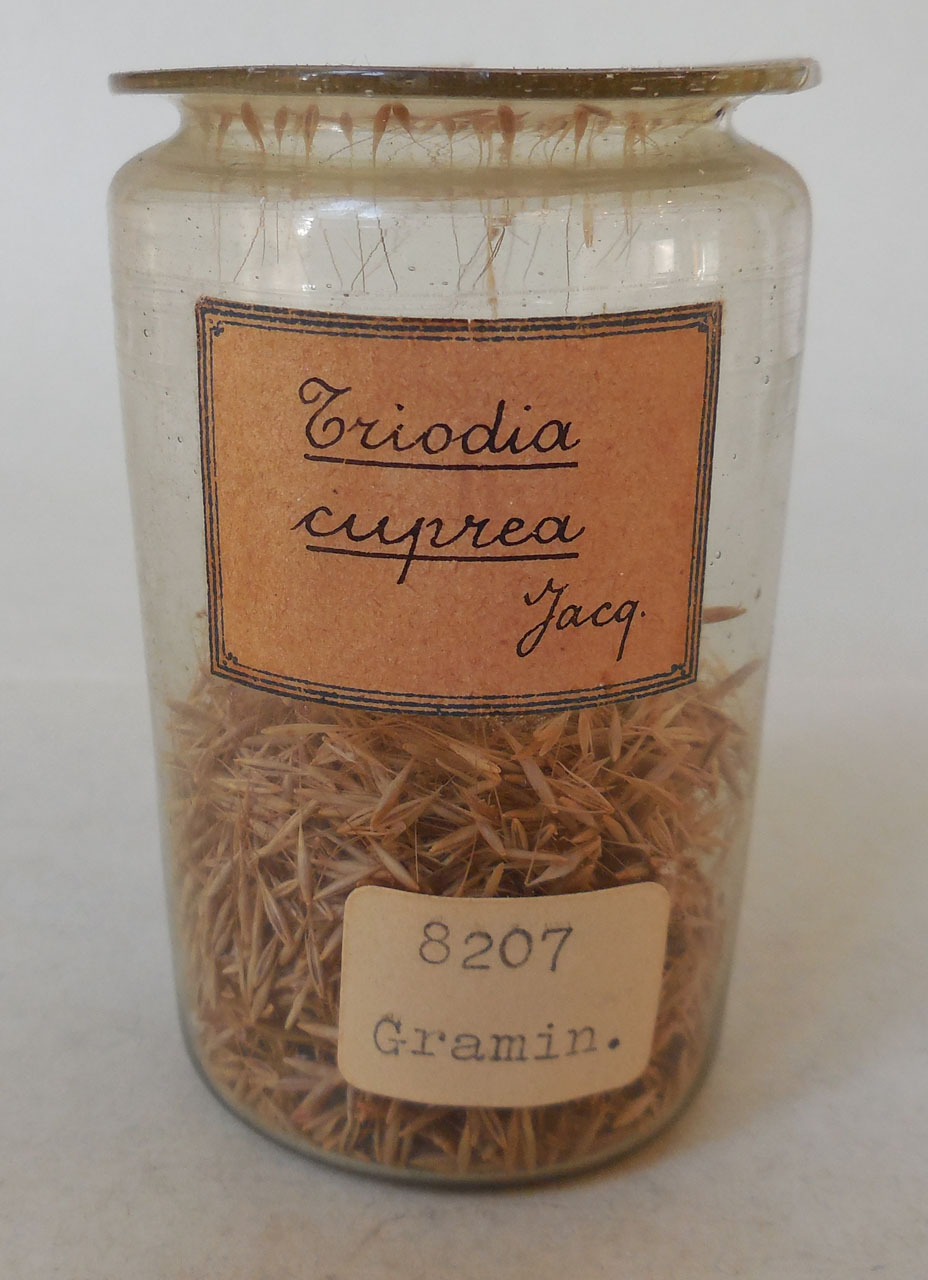 Triodia
cuprea
Jacq.
8207
Gramin.